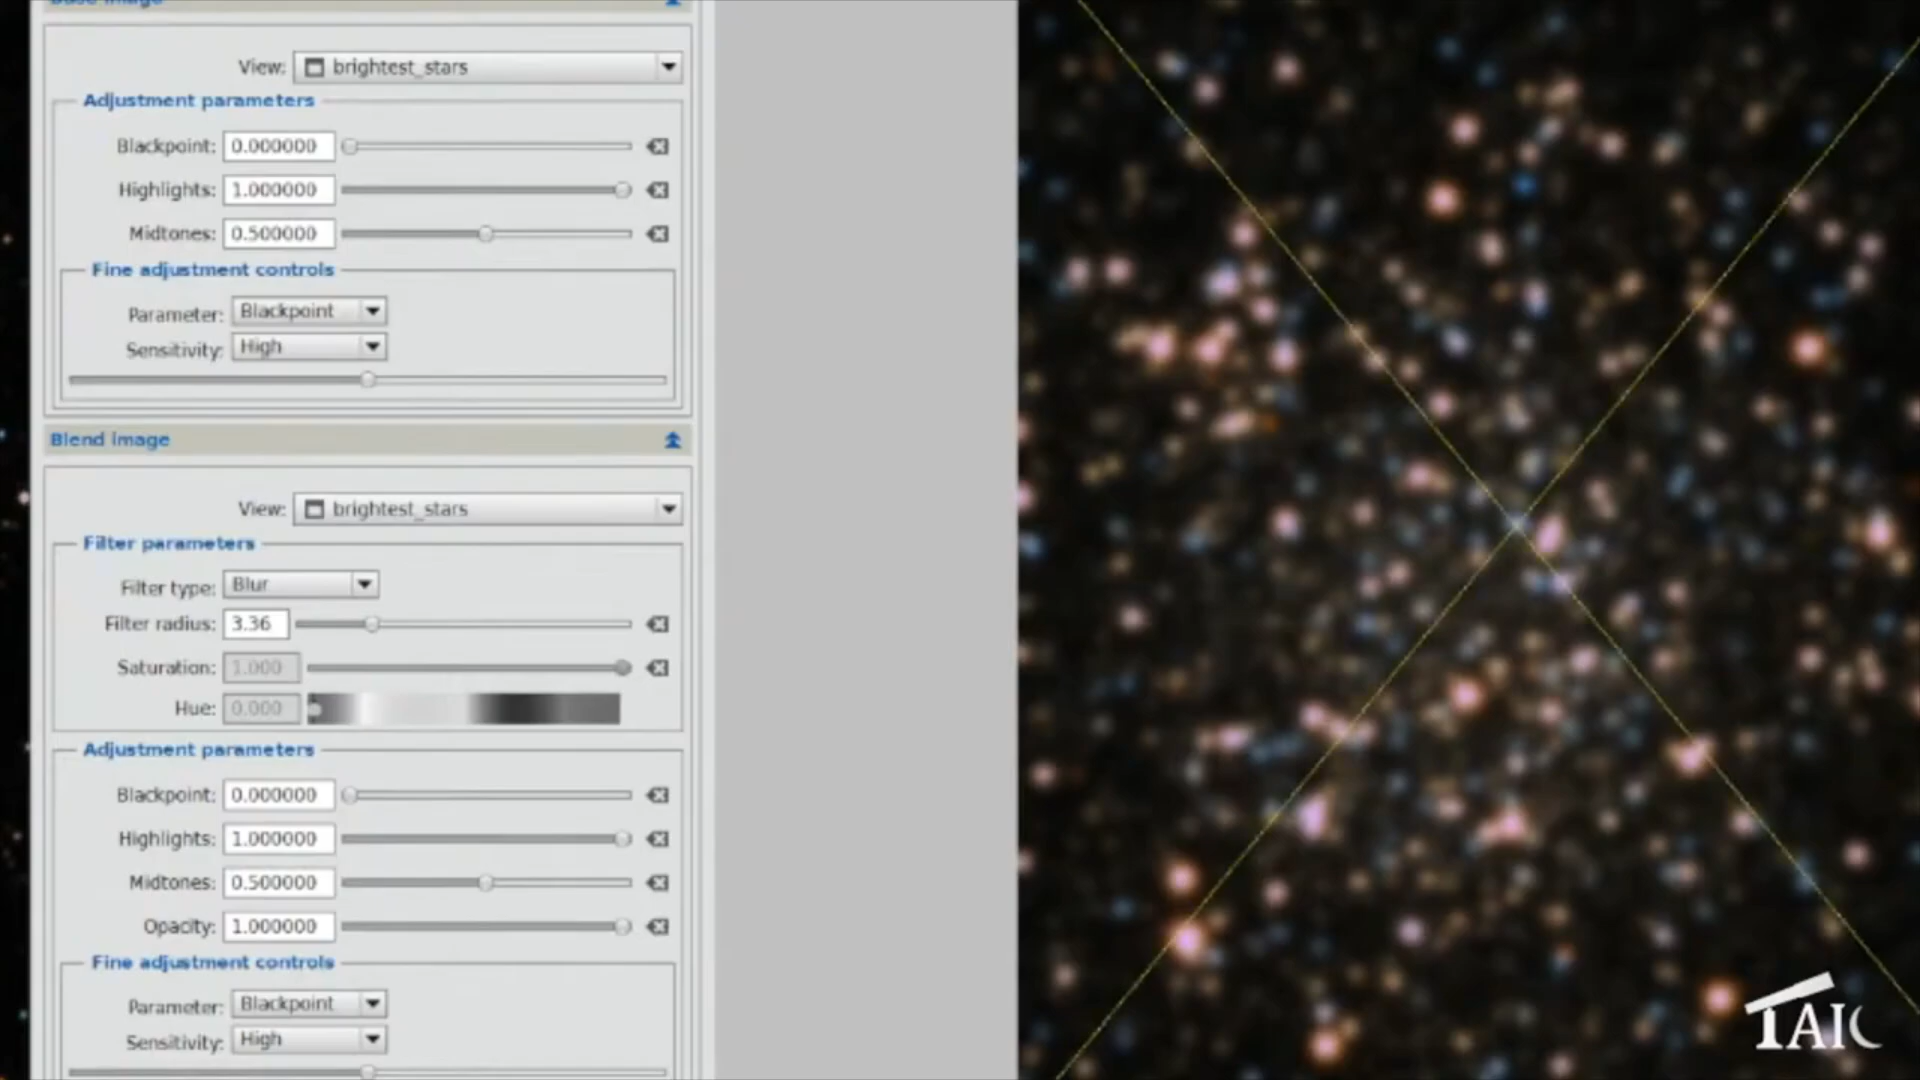 Base image
View: brightest_stars
Adjustment parameters
Blackpoint: 0.000000
Highlights: 1.000000
Midtones: 0.500000
Fine adjustment controls
Parameter: Blackpoint
Sensitivity: High
Blend image
View: brightest_stars
Filter parameters
Filter type: Blur
Filter radius: 3.36
Saturation: 1.000
Hue: 0.000
Adjustment parameters
Blackpoint: 0.000000
Highlights: 1.000000
Midtones: 0.500000
Opacity: 1.000000
Fine adjustment controls
Parameter: Blackpoint
Sensitivity: High
TAIC